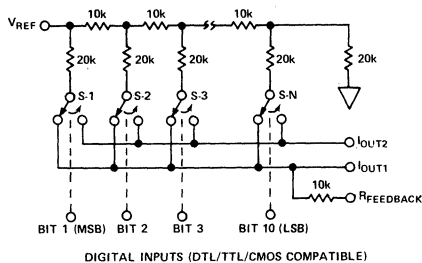 10k 10k 10k
VREF
20k 20k 20k 20k 20k
S-1 S-2 S-3 S-N
IOUT2
IOUT1
10k
RFEEDBACK
BIT 1 (MSB) BIT 2 BIT 3 BIT 10 (LSB)
DIGITAL INPUTS (DTL/TTL/CMOS COMPATIBLE)